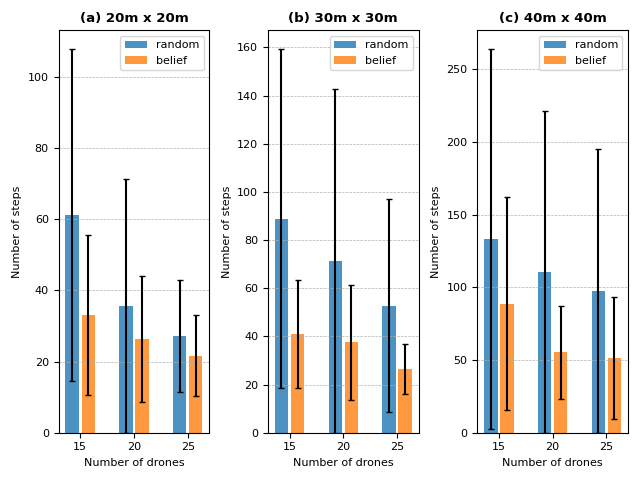 (a) 20m x 20m
random
belief
Number of steps
100
80
60
40
20
0
15 20 25
Number of drones
(b) 30m x 30m
random
belief
Number of steps
160
140
120
100
80
60
40
20
0
15 20 25
Number of drones
(c) 40m x 40m
random
belief
Number of steps
250
200
150
100
50
0
15 20 25
Number of drones